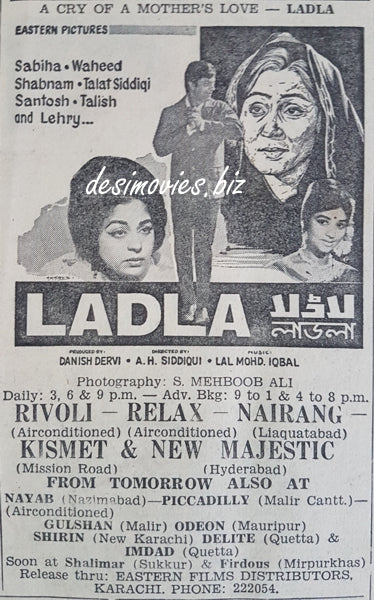 A CRY OF A MOTHER'S LOVE — LADLA
EASTERN PICTURES
Sabiha • Waheed
Shabnam • Talat Siddiqi
Santosh • Talish
and Lehry...
desimovies.biz
LADLA
لاڈلا
লাডলা
PRODUCED BY: DIRECTED BY: MUSIC:
DANISH DERVI • A.H. SIDDIQUI • LAL MOHD. IQBAL
Photography: S. MEHBOOB ALI
Daily: 3, 6 & 9 p.m. — Adv. Bkg: 9 to 1 & 4 to 8 p.m.
RIVOLI — RELAX — NAIRANG —
(Airconditioned) (Airconditioned) (Liaquatabad)
KISMET & NEW MAJESTIC
(Mission Road) (Hyderabad)
FROM TOMORROW ALSO AT
NAYAB (Nazimabad)—PICCADILLY (Malir Cantt.)—
(Airconditioned)
GULSHAN (Malir) ODEON (Mauripur)
SHIRIN (New Karachi) DELITE (Quetta) &
IMDAD (Quetta)
Soon at Shalimar (Sukkur) & Firdous (Mirpurkhas)
Release thru: EASTERN FILMS DISTRIBUTORS,
KARACHI. PHONE: 222054.